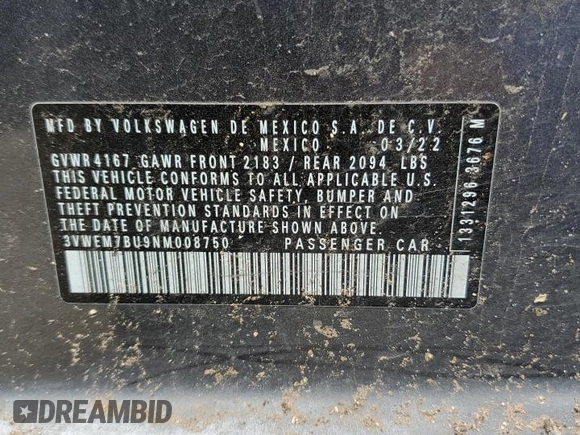 MFD BY VOLKSWAGEN DE MEXICO S.A. DE C.V.
MEXICO 03/22
GVWR4167 GAWR FRONT 2183 / REAR 2094 LBS
THIS VEHICLE CONFORMS TO ALL APPLICABLE U.S.
FEDERAL MOTOR VEHICLE SAFETY, BUMPER AND
THEFT PREVENTION STANDARDS IN EFFECT ON
THE DATE OF MANUFACTURE SHOWN ABOVE.
3VWEM7BU9NM008750 PASSENGER CAR
1331296 3676 M
DREAMBID